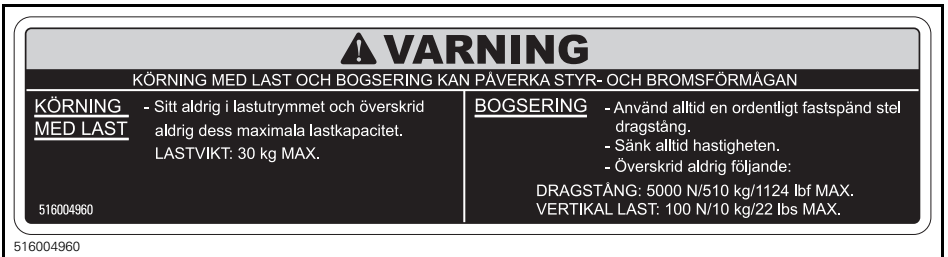 VARNING
KÖRNING MED LAST OCH BOGSERING KAN PÅVERKA STYR- OCH BROMSFÖRMÅGAN
KÖRNING
MED LAST
- Sitt aldrig i lastutrymmet och överskrid
aldrig dess maximala lastkapacitet.
LASTVIKT: 30 kg MAX.
516004960
BOGSERING
- Använd alltid en ordentligt fastspänd stel
dragstång.
- Sänk alltid hastigheten.
- Överskrid aldrig följande:
DRAGSTÅNG: 5000 N/510 kg/1124 lbf MAX.
VERTIKAL LAST: 100 N/10 kg/22 lbs MAX.
516004960